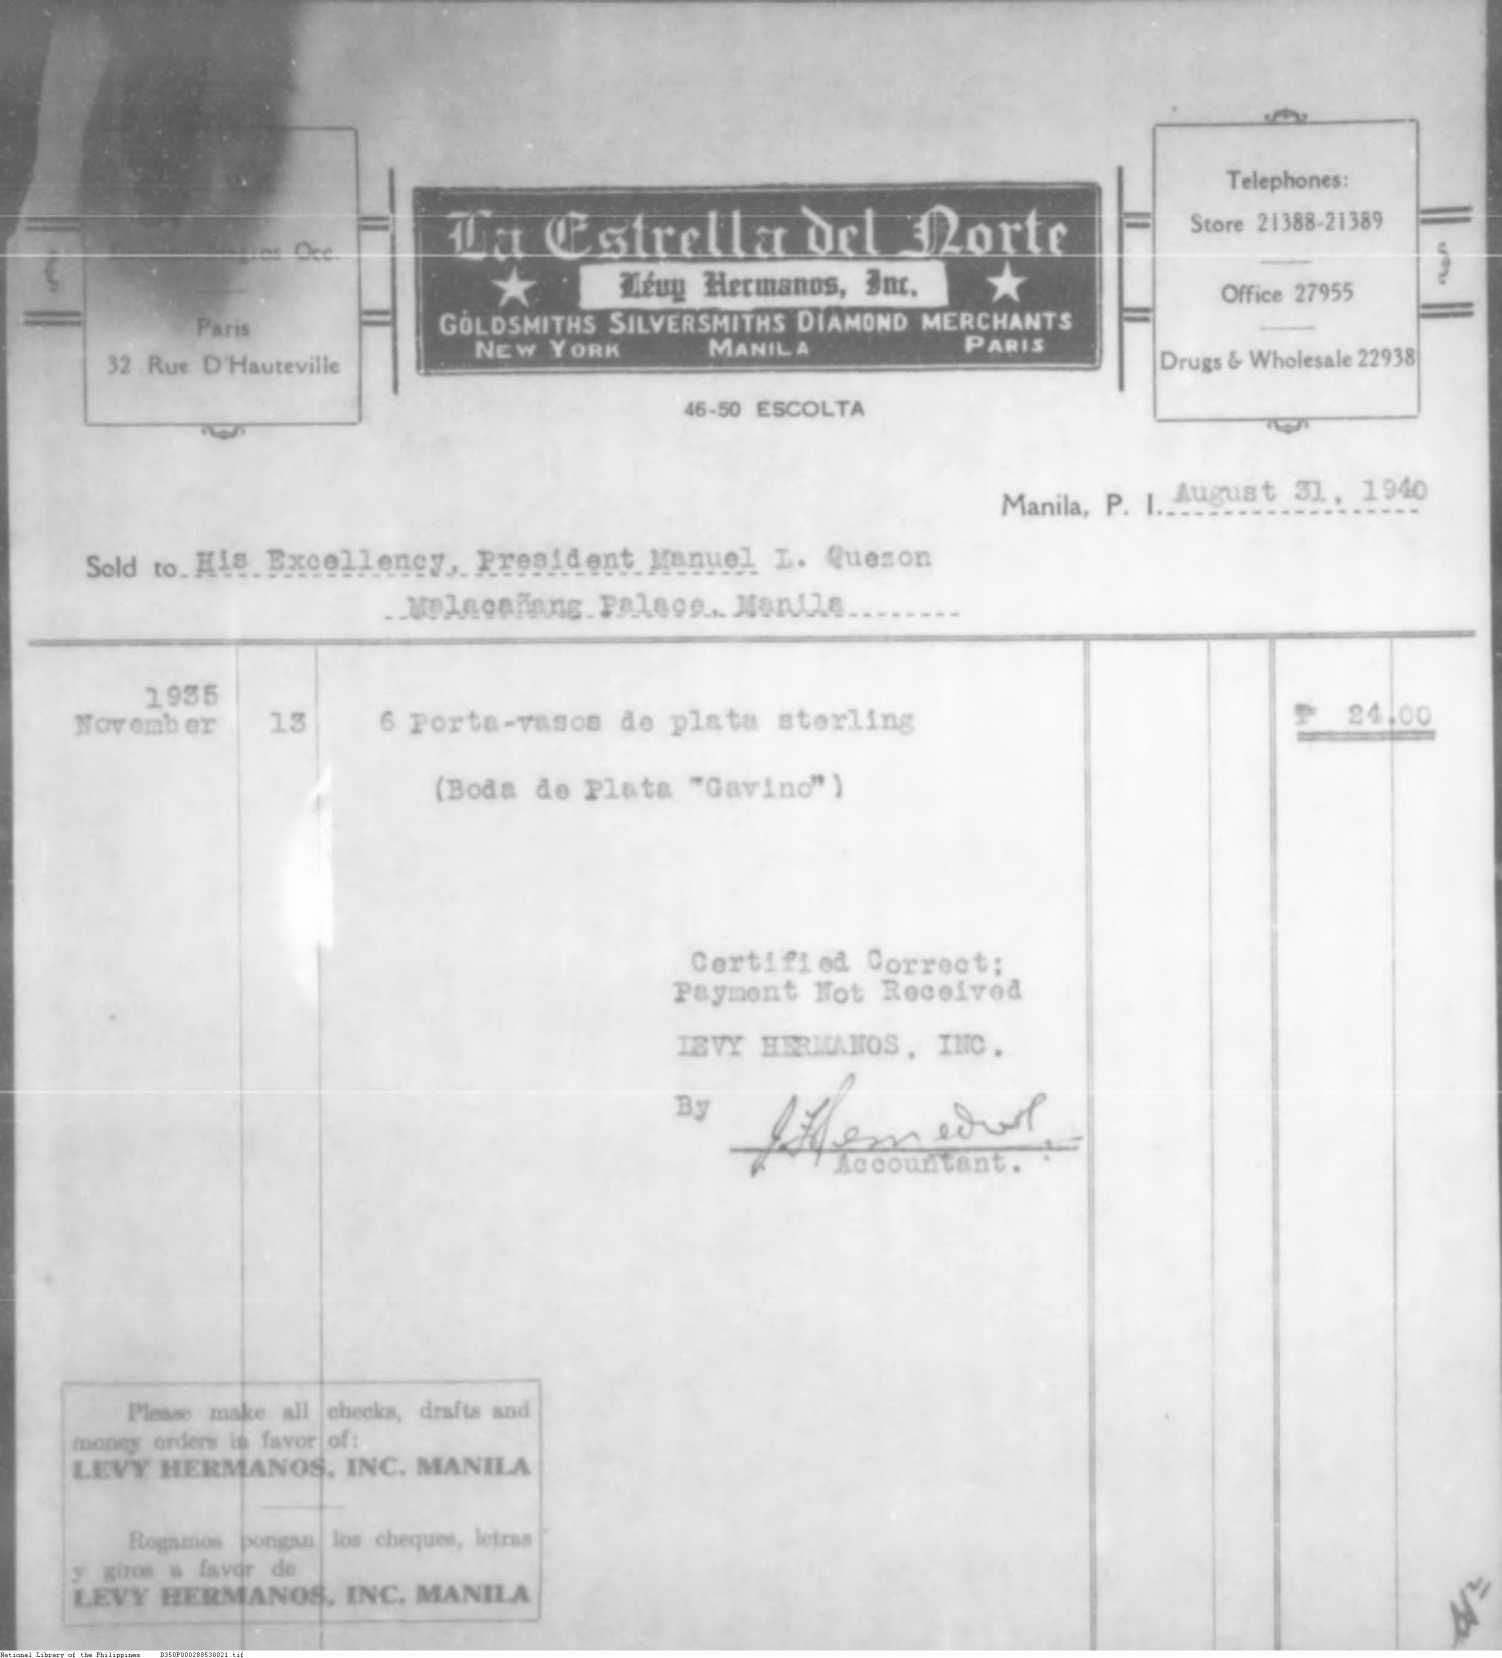 Occ.
Paris
32 Rue D'Hauteville
La Estrella del Norte
Lévy Hermanos, Inc.
GOLDSMITHS SILVERSMITHS DIAMOND MERCHANTS
NEW YORK MANILA PARIS
46-50 ESCOLTA
Telephones:
Store 21388-21389
Office 27955
Drugs & Wholesale 22938
Manila, P. I. August 31, 1940
Sold to His Excellency, President Manuel L. Quezon
Malacañang Palace, Manila
1935
November 13 6 Porta-vasos de plata sterling ₱ 24.00
(Boda de Plata "Gavino")
Certified Correct;
Payment Not Received
LEVY HERMANOS, INC.
By
Accountant.
Please make all checks, drafts and
money orders in favor of:
LEVY HERMANOS, INC. MANILA
Rogamos pongan los cheques, letras
y giros a favor de
LEVY HERMANOS, INC. MANILA
National Library of the Philippines D350P000288530021.tif